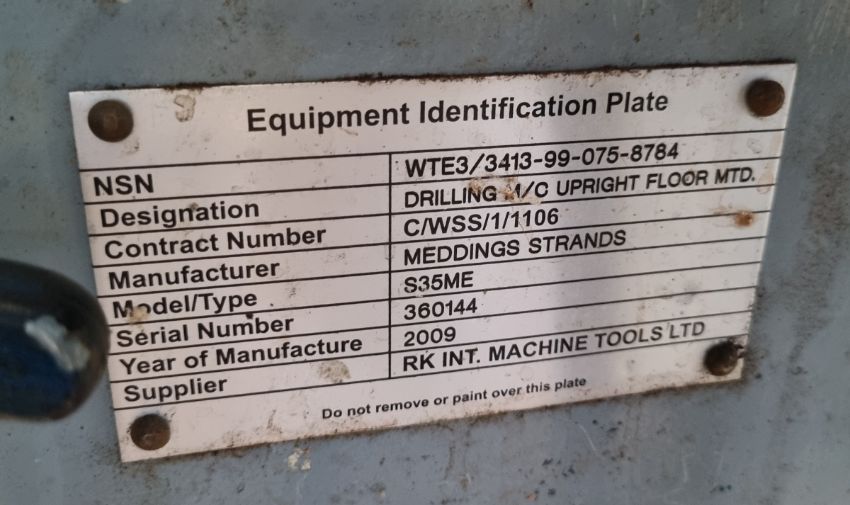 Equipment Identification Plate
NSN WTE3/3413-99-075-8784
Designation DRILLING M/C UPRIGHT FLOOR MTD.
Contract Number C/WSS/1/1106
Manufacturer MEDDINGS STRANDS
Model/Type S35ME
Serial Number 360144
Year of Manufacture 2009
Supplier RK INT. MACHINE TOOLS LTD
Do not remove or paint over this plate